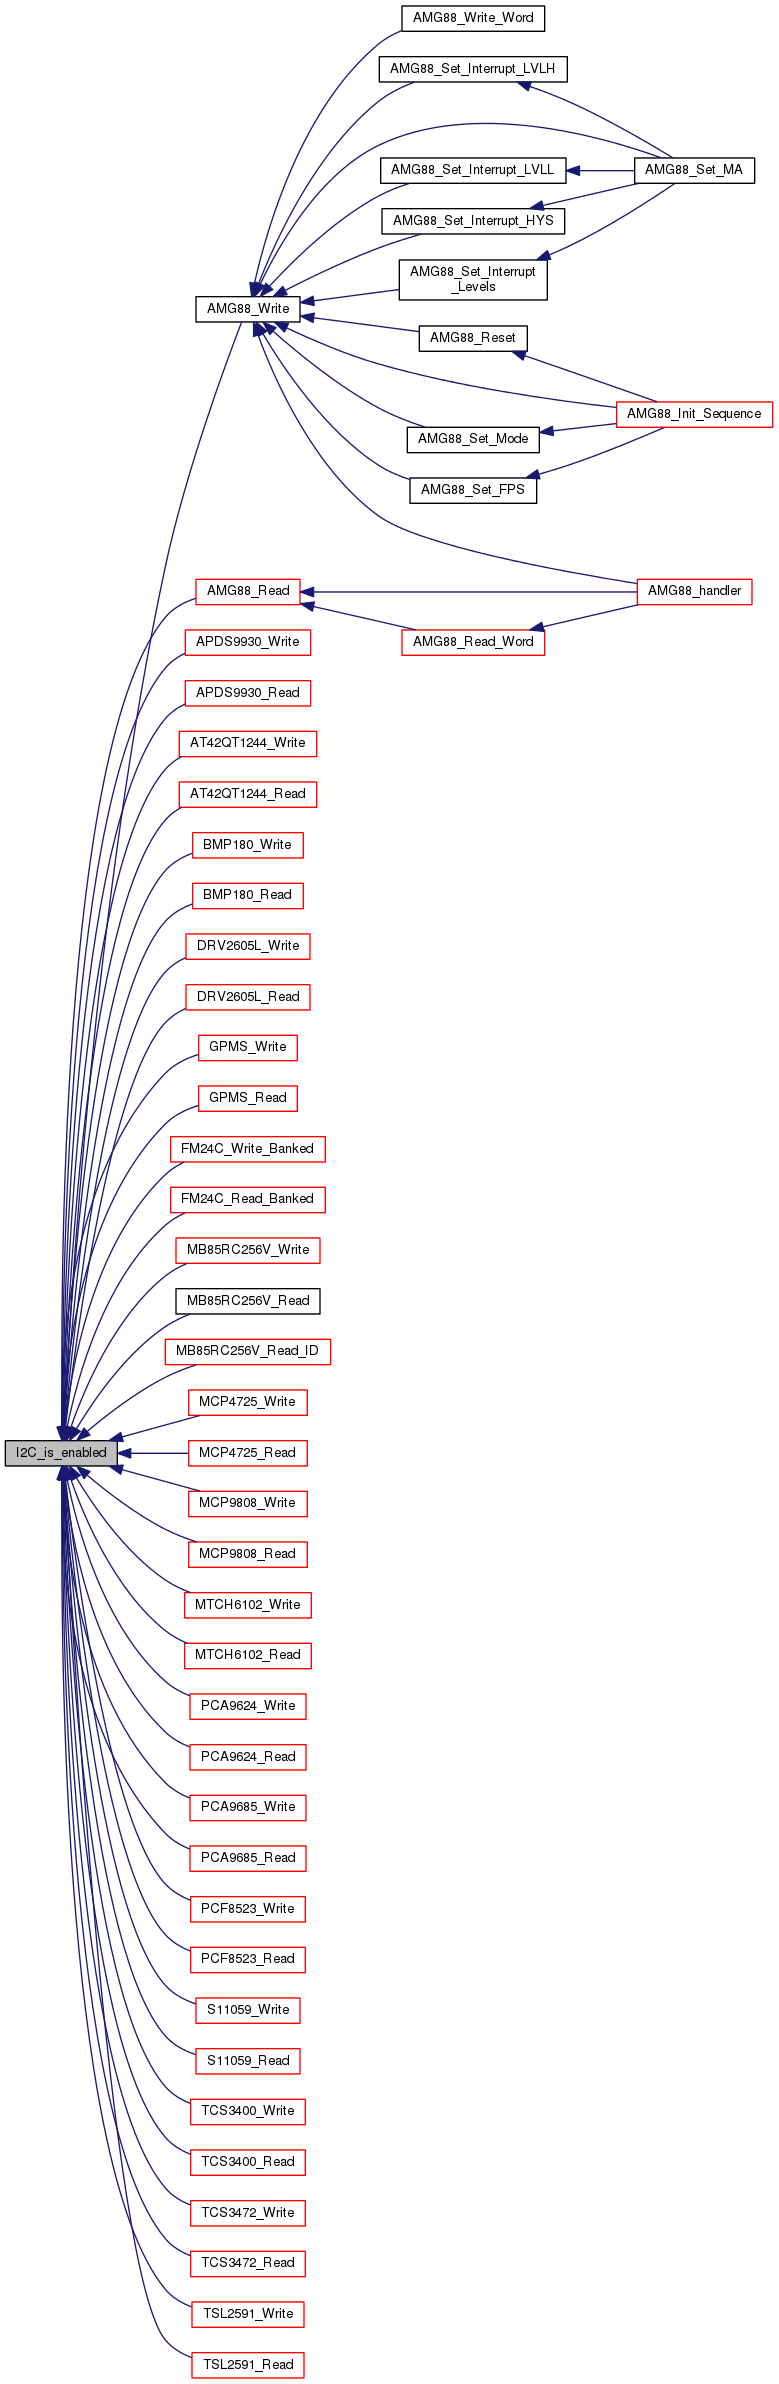 AMG88_Write_Word
AMG88_Set_Interrupt_LVLH
AMG88_Set_Interrupt_LVLL
AMG88_Set_MA
AMG88_Set_Interrupt_HYS
AMG88_Set_Interrupt
_Levels
AMG88_Write
AMG88_Reset
AMG88_Init_Sequence
AMG88_Set_Mode
AMG88_Set_FPS
AMG88_Read
AMG88_handler
AMG88_Read_Word
APDS9930_Write
APDS9930_Read
AT42QT1244_Write
AT42QT1244_Read
BMP180_Write
BMP180_Read
DRV2605L_Write
DRV2605L_Read
GPMS_Write
GPMS_Read
FM24C_Write_Banked
FM24C_Read_Banked
MB85RC256V_Write
MB85RC256V_Read
MB85RC256V_Read_ID
MCP4725_Write
I2C_is_enabled
MCP4725_Read
MCP9808_Write
MCP9808_Read
MTCH6102_Write
MTCH6102_Read
PCA9624_Write
PCA9624_Read
PCA9685_Write
PCA9685_Read
PCF8523_Write
PCF8523_Read
S11059_Write
S11059_Read
TCS3400_Write
TCS3400_Read
TCS3472_Write
TCS3472_Read
TSL2591_Write
TSL2591_Read